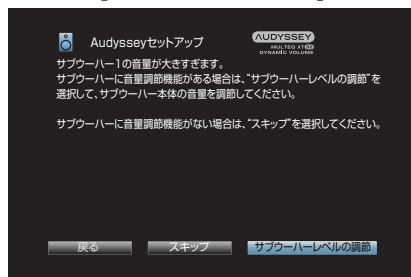 Audysseyセットアップ
AUDYSSEY
MULTEQ XT32
DYNAMIC VOLUME
サブウーハー1の音量が大きすぎます。
サブウーハーに音量調節機能がある場合は、“サブウーハーレベルの調節”を
選択して、サブウーハー本体の音量を調節してください。
サブウーハーに音量調節機能がない場合は、“スキップ”を選択してください。
戻る
スキップ
サブウーハーレベルの調節